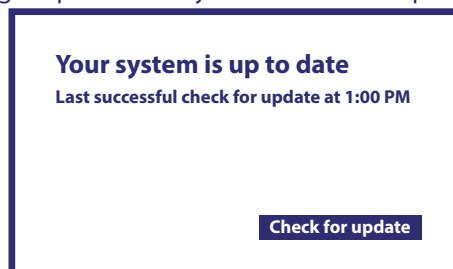 Your system is up to date
Last successful check for update at 1:00 PM
Check for update